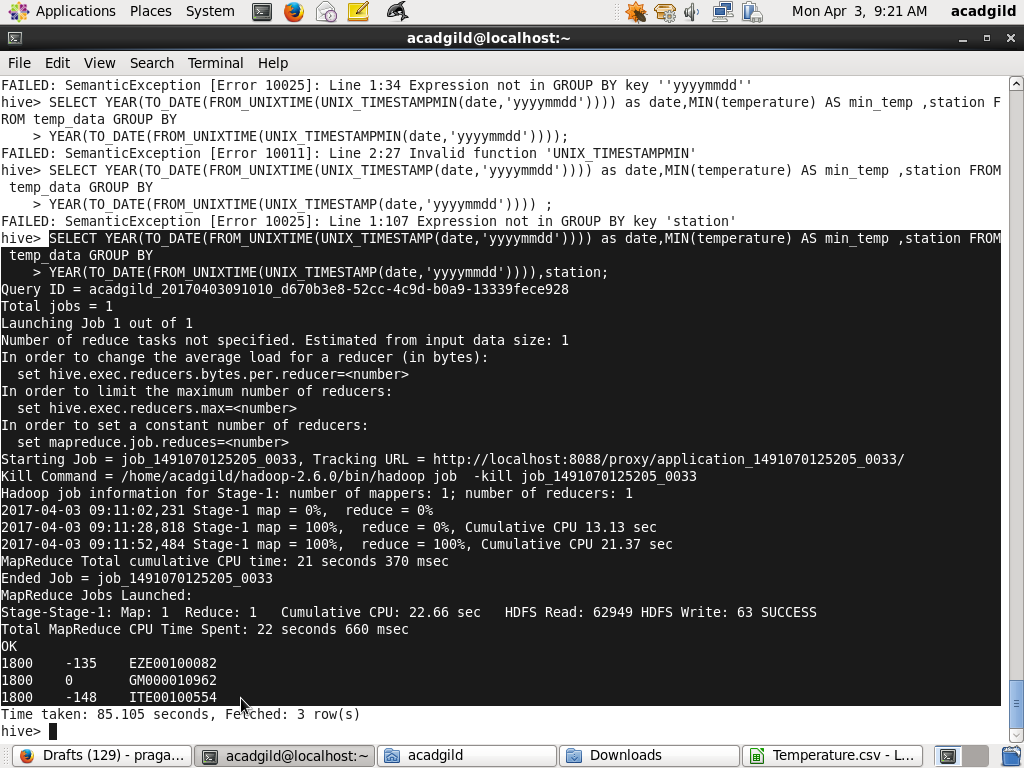 Applications Places System Mon Apr 3, 9:21 AM acadgild
acadgild@localhost:~
File Edit View Search Terminal Help
FAILED: SemanticException [Error 10025]: Line 1:34 Expression not in GROUP BY key ''yyyymmdd''
hive> SELECT YEAR(TO_DATE(FROM_UNIXTIME(UNIX_TIMESTAMPMIN(date,'yyyymmdd')))) as date,MIN(temperature) AS min_temp ,station F
ROM temp_data GROUP BY
    > YEAR(TO_DATE(FROM_UNIXTIME(UNIX_TIMESTAMPMIN(date,'yyyymmdd'))));
FAILED: SemanticException [Error 10011]: Line 2:27 Invalid function 'UNIX_TIMESTAMPMIN'
hive> SELECT YEAR(TO_DATE(FROM_UNIXTIME(UNIX_TIMESTAMP(date,'yyyymmdd')))) as date,MIN(temperature) AS min_temp ,station FROM
 temp_data GROUP BY
    > YEAR(TO_DATE(FROM_UNIXTIME(UNIX_TIMESTAMP(date,'yyyymmdd')))) ;
FAILED: SemanticException [Error 10025]: Line 1:107 Expression not in GROUP BY key 'station'
hive> SELECT YEAR(TO_DATE(FROM_UNIXTIME(UNIX_TIMESTAMP(date,'yyyymmdd')))) as date,MIN(temperature) AS min_temp ,station FROM
 temp_data GROUP BY
    > YEAR(TO_DATE(FROM_UNIXTIME(UNIX_TIMESTAMP(date,'yyyymmdd')))),station;
Query ID = acadgild_20170403091010_d670b3e8-52cc-4c9d-b0a9-13339fece928
Total jobs = 1
Launching Job 1 out of 1
Number of reduce tasks not specified. Estimated from input data size: 1
In order to change the average load for a reducer (in bytes):
  set hive.exec.reducers.bytes.per.reducer=<number>
In order to limit the maximum number of reducers:
  set hive.exec.reducers.max=<number>
In order to set a constant number of reducers:
  set mapreduce.job.reduces=<number>
Starting Job = job_1491070125205_0033, Tracking URL = http://localhost:8088/proxy/application_1491070125205_0033/
Kill Command = /home/acadgild/hadoop-2.6.0/bin/hadoop job  -kill job_1491070125205_0033
Hadoop job information for Stage-1: number of mappers: 1; number of reducers: 1
2017-04-03 09:11:02,231 Stage-1 map = 0%,  reduce = 0%
2017-04-03 09:11:28,818 Stage-1 map = 100%,  reduce = 0%, Cumulative CPU 13.13 sec
2017-04-03 09:11:52,484 Stage-1 map = 100%,  reduce = 100%, Cumulative CPU 21.37 sec
MapReduce Total cumulative CPU time: 21 seconds 370 msec
Ended Job = job_1491070125205_0033
MapReduce Jobs Launched:
Stage-Stage-1: Map: 1  Reduce: 1   Cumulative CPU: 22.66 sec   HDFS Read: 62949 HDFS Write: 63 SUCCESS
Total MapReduce CPU Time Spent: 22 seconds 660 msec
OK
1800    -135    EZE00100082
1800    0       GM000010962
1800    -148    ITE00100554
Time taken: 85.105 seconds, Fetched: 3 row(s)
hive>
Drafts (129) - praga... acadgild@localhost:~ acadgild Downloads Temperature.csv - L...